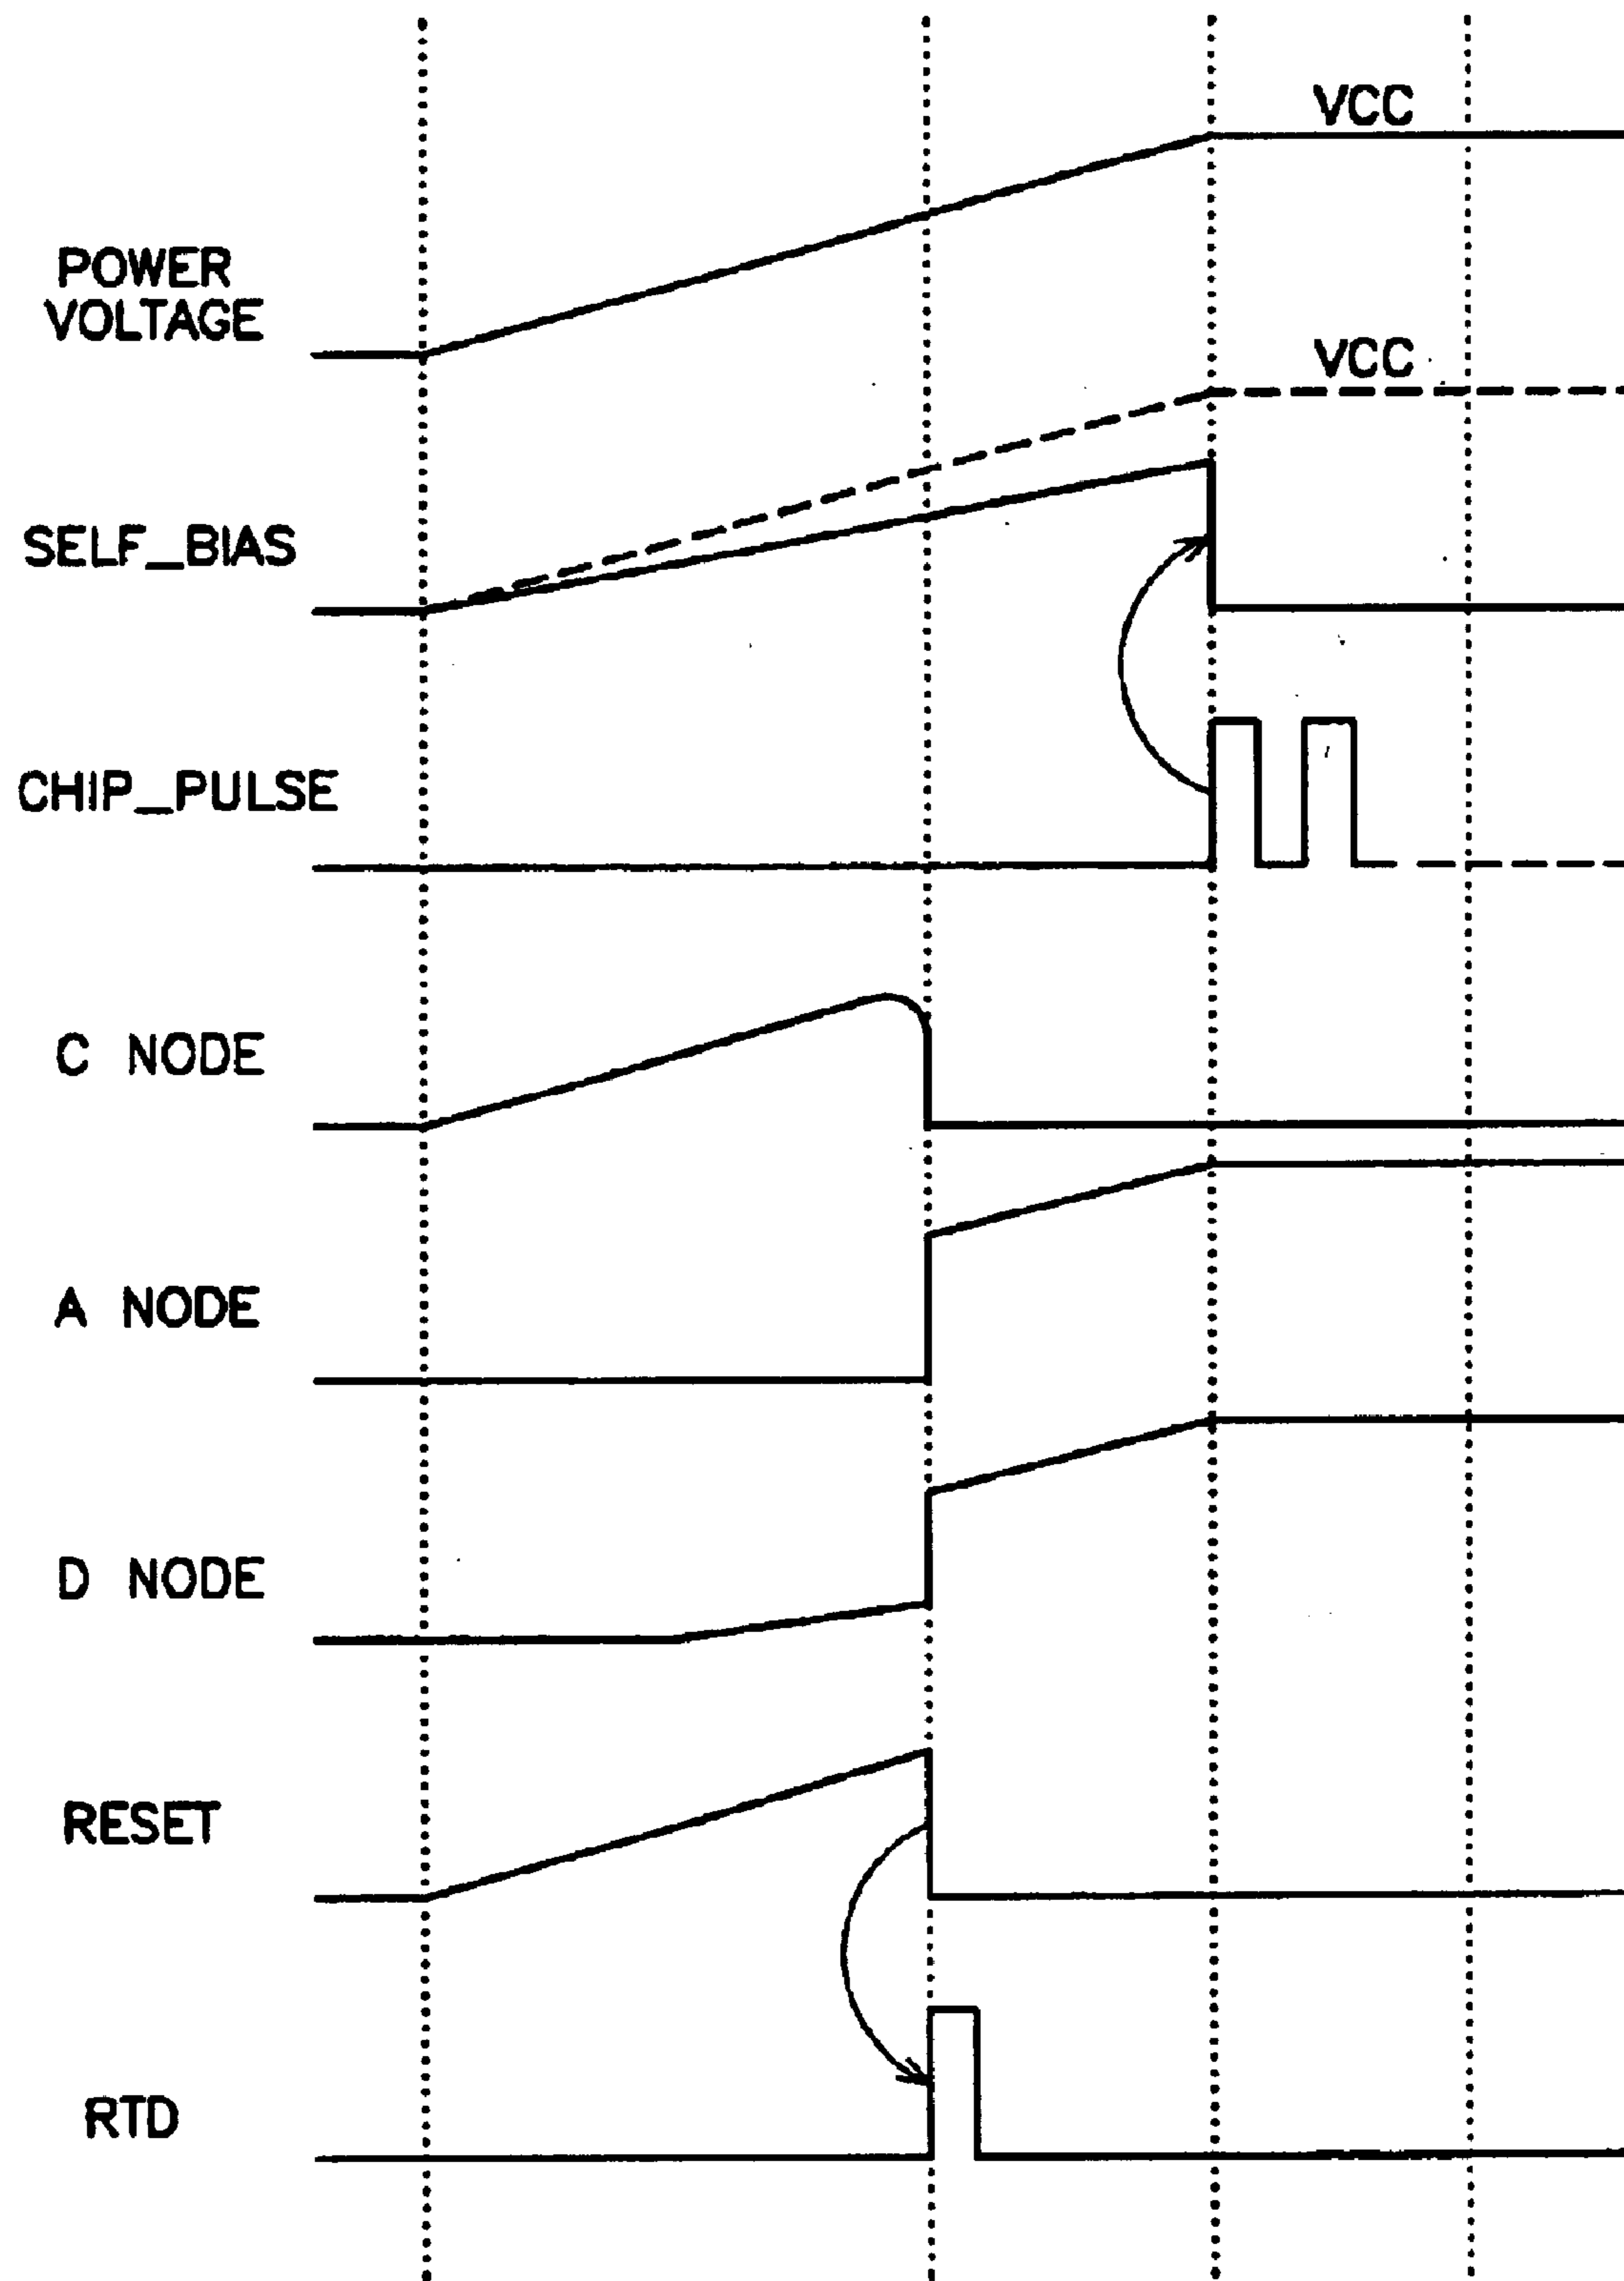 VCC
POWER
VOLTAGE
VCC
SELF_BIAS
CHIP_PULSE
C NODE
A NODE
D NODE
RESET
RTD